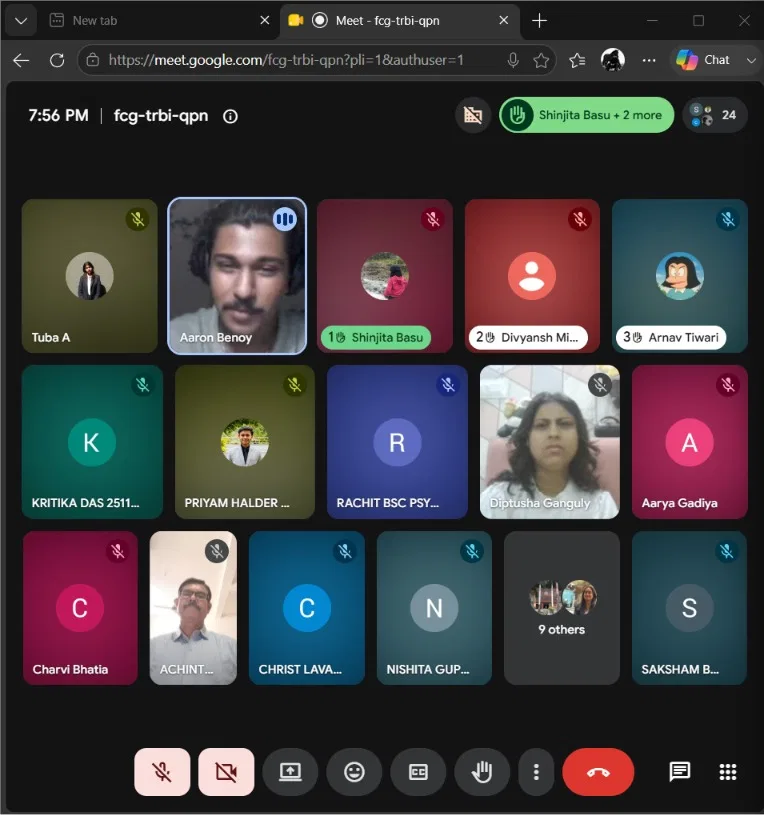 New tab
Meet - fcg-trbi-qpn
https://meet.google.com/fcg-trbi-qpn?pli=1&authuser=1
Chat
7:56 PM | fcg-trbi-qpn
Shinjita Basu + 2 more
S
24
Tuba A
Aaron Benoy
1 Shinjita Basu
2 Divyansh Mi...
3 Arnav Tiwari
K
R
A
KRITIKA DAS 2511...
PRIYAM HALDER ...
RACHIT BSC PSY...
Diptusha Ganguly
Aarya Gadiya
C
C
N
9 others
S
Charvi Bhatia
ACHINT...
CHRIST LAVA...
NISHITA GUP...
SAKSHAM B...
CC